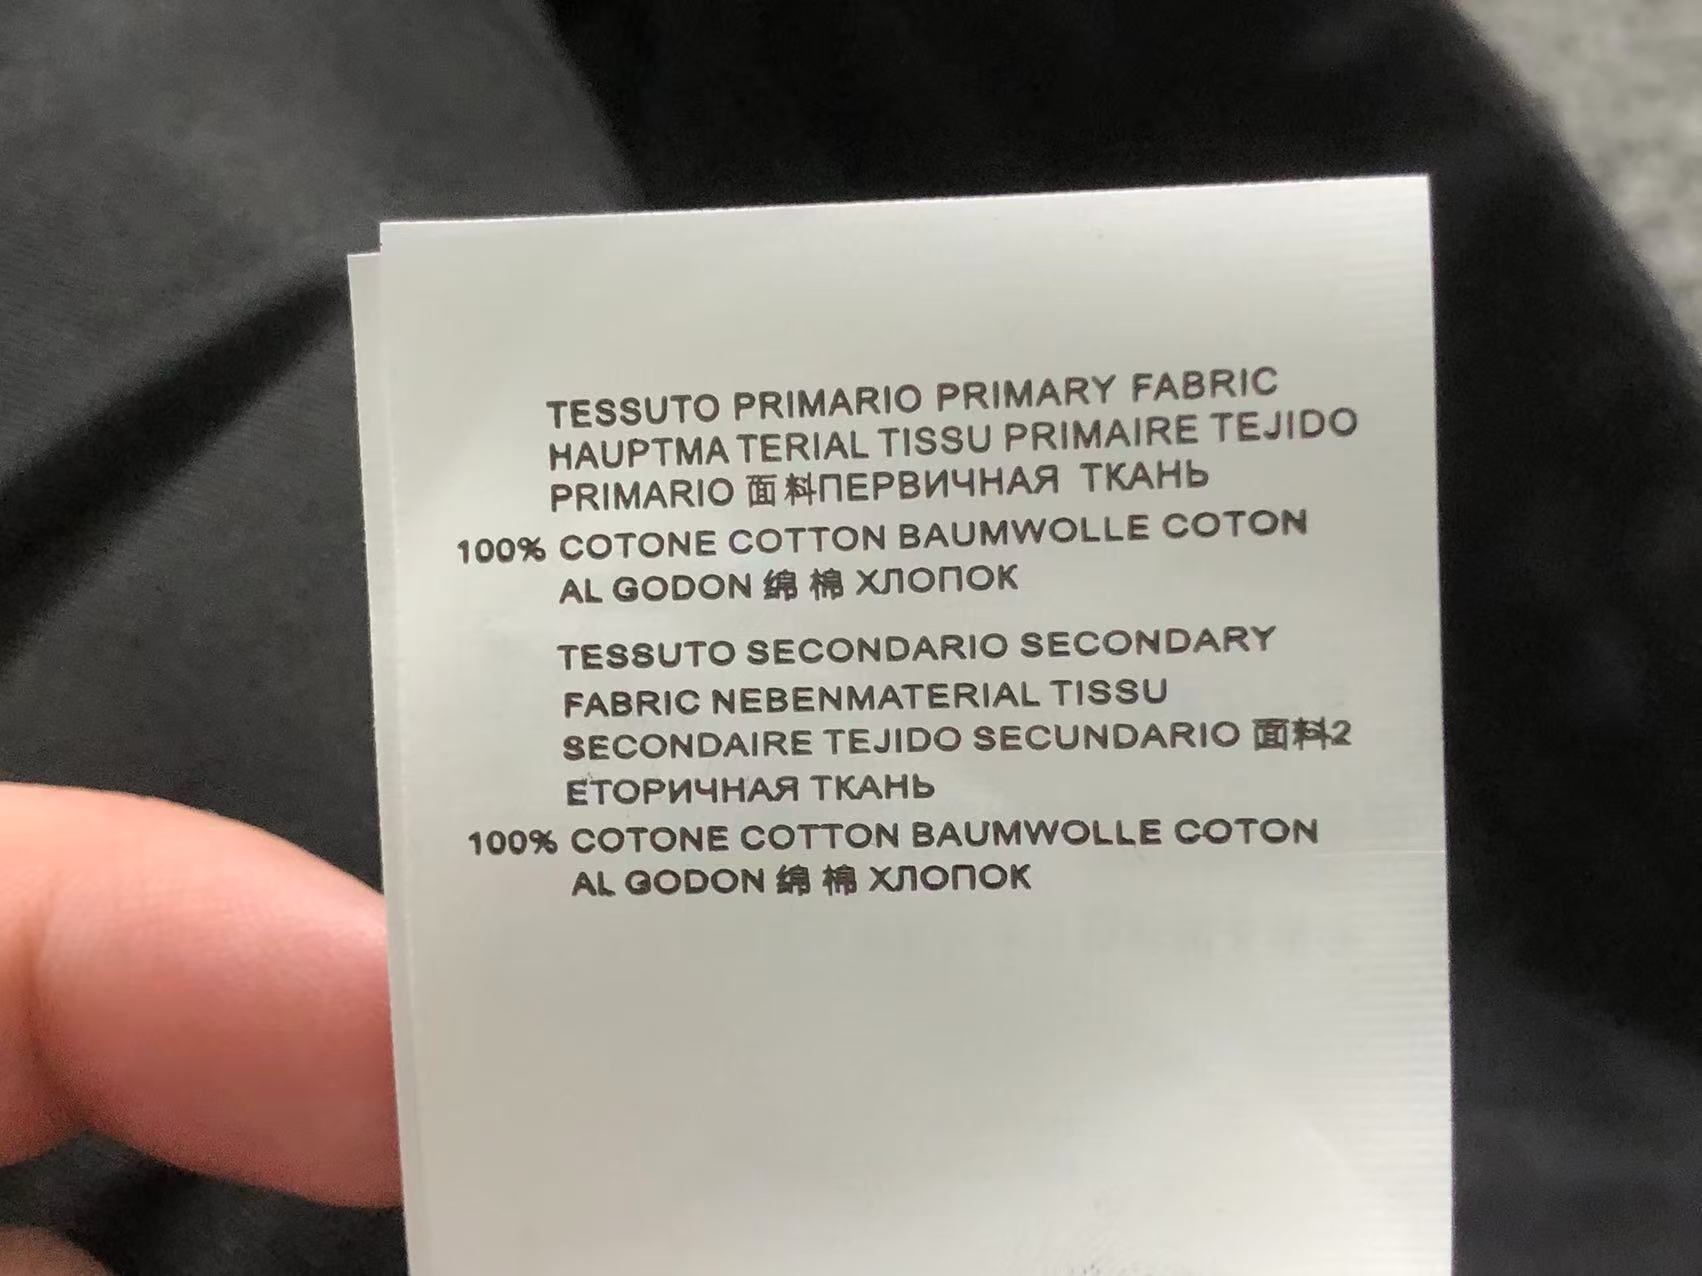 TESSUTO PRIMARIO PRIMARY FABRIC
HAUPTMA TERIAL TISSU PRIMAIRE TEJIDO
PRIMARIO 面料ПЕРВИЧНАЯ ТКАНЬ
100% COTONE COTTON BAUMWOLLE COTON
AL GODON 绵 棉 ХЛОПОК
TESSUTO SECONDARIO SECONDARY
FABRIC NEBENMATERIAL TISSU
SECONDAIRE TEJIDO SECUNDARIO 面料2
ЕТОРИЧНАЯ ТКАНЬ
100% COTONE COTTON BAUMWOLLE COTON
AL GODON 绵 棉 ХЛОПОК